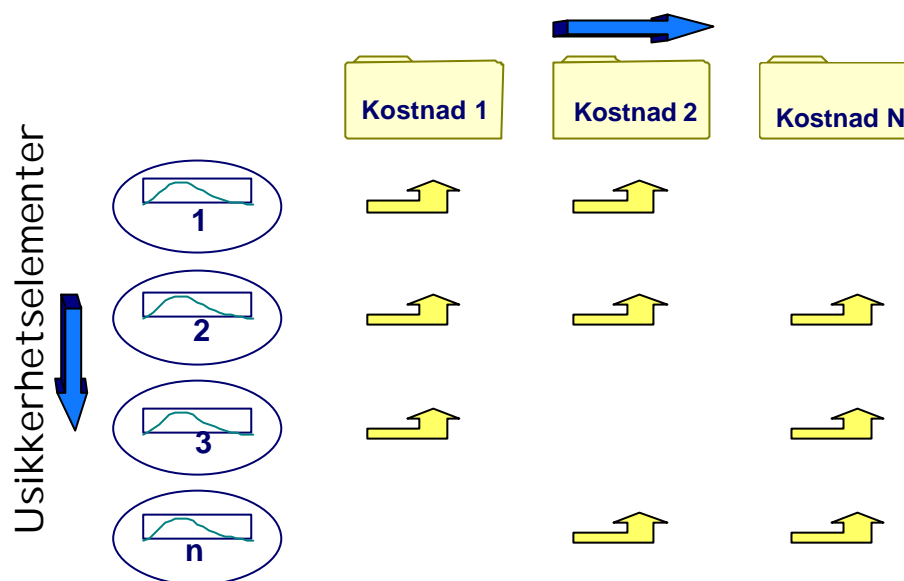 Kostnad 1
Kostnad 2
Kostnad N
Usikkerhetselementer
1
2
3
n